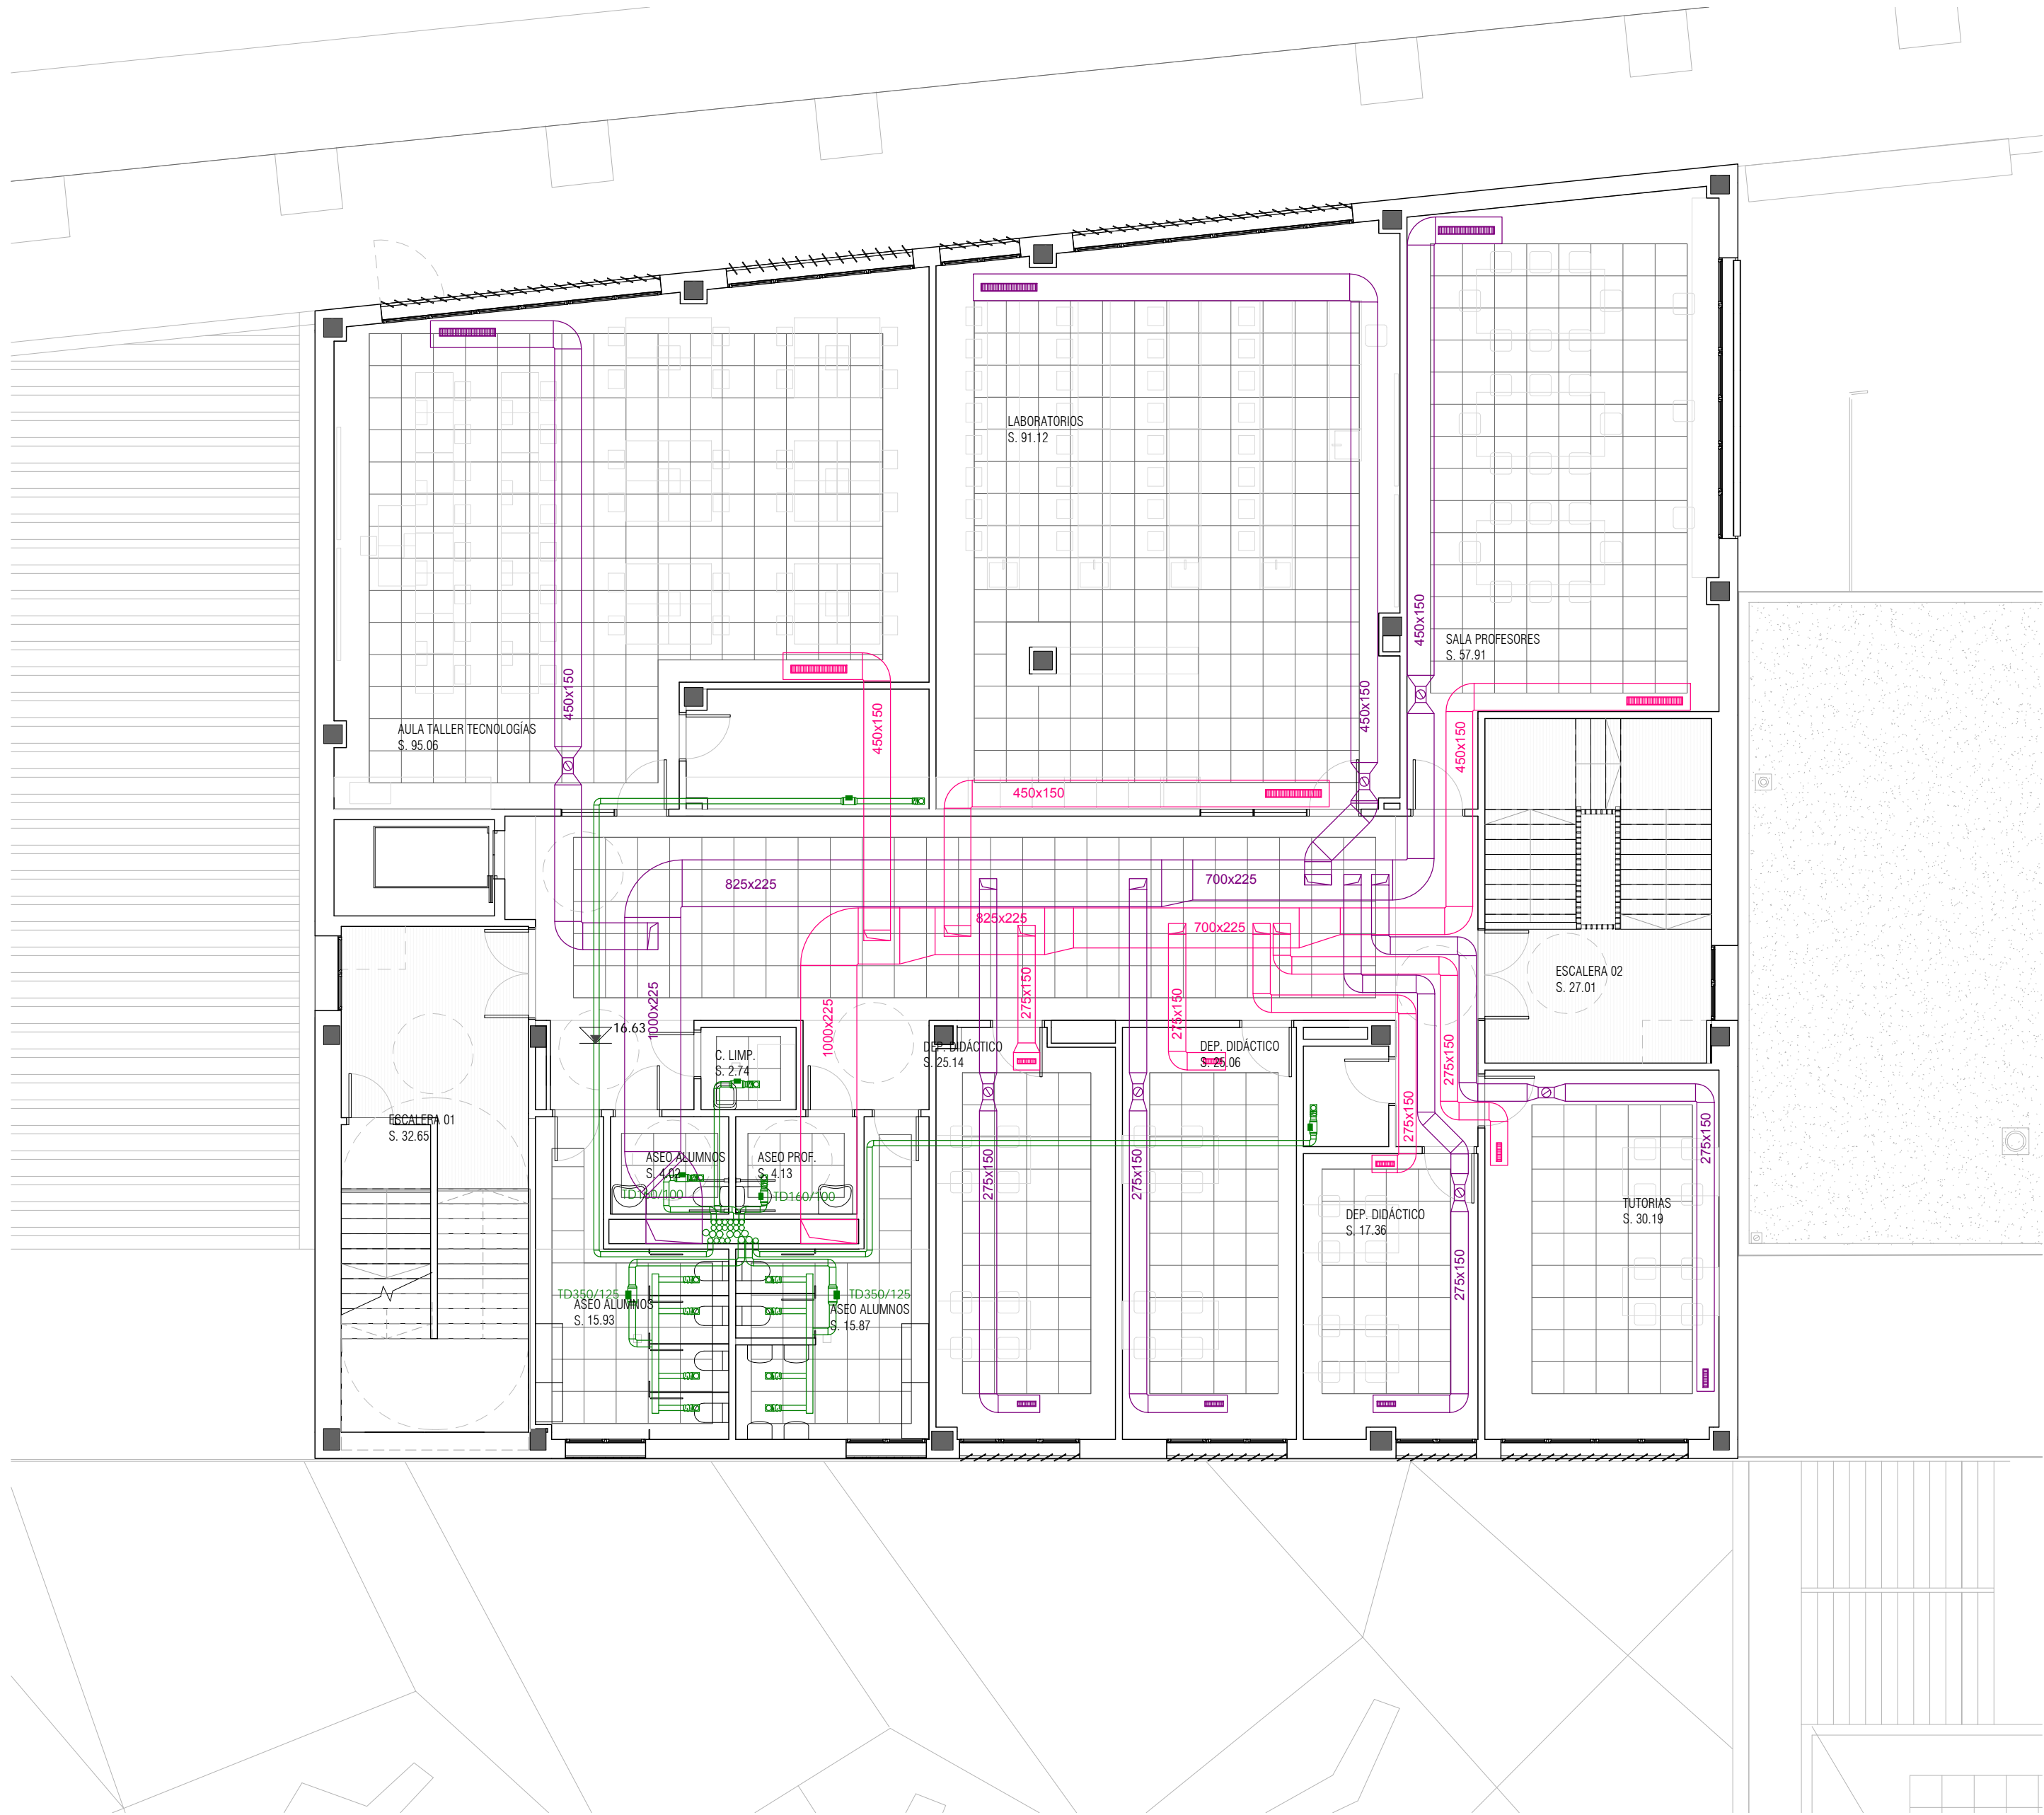 LABORATORIOS
S. 91.12
450x150
SALA PROFESORES
S. 57.91
450x150
450x150
450x150
AULA TALLER TECNOLOGÍAS
S. 95.06
450x150
450x150
825x225
700x225
825x225
700x225
ESCALERA 02
S. 27.01
1000x225
275x150
275x150
16.63
1000x225
C. LIMP.
S. 2.74
DEP. DIDÁCTICO
S. 25.14
DEP. DIDÁCTICO
S. 25.06
275x150
275x150
275x150
ESCALERA 01
S. 32.65
ASEO ALUMNOS
S. 4.02
ASEO PROF.
S. 4.13
TD160/100
TD160/100
275x150
275x150
DEP. DIDÁCTICO
S. 17.36
TUTORIAS
S. 30.19
275x150
TD350/125
TD350/125
ASEO ALUMNOS
S. 15.93
ASEO ALUMNOS
S. 15.87